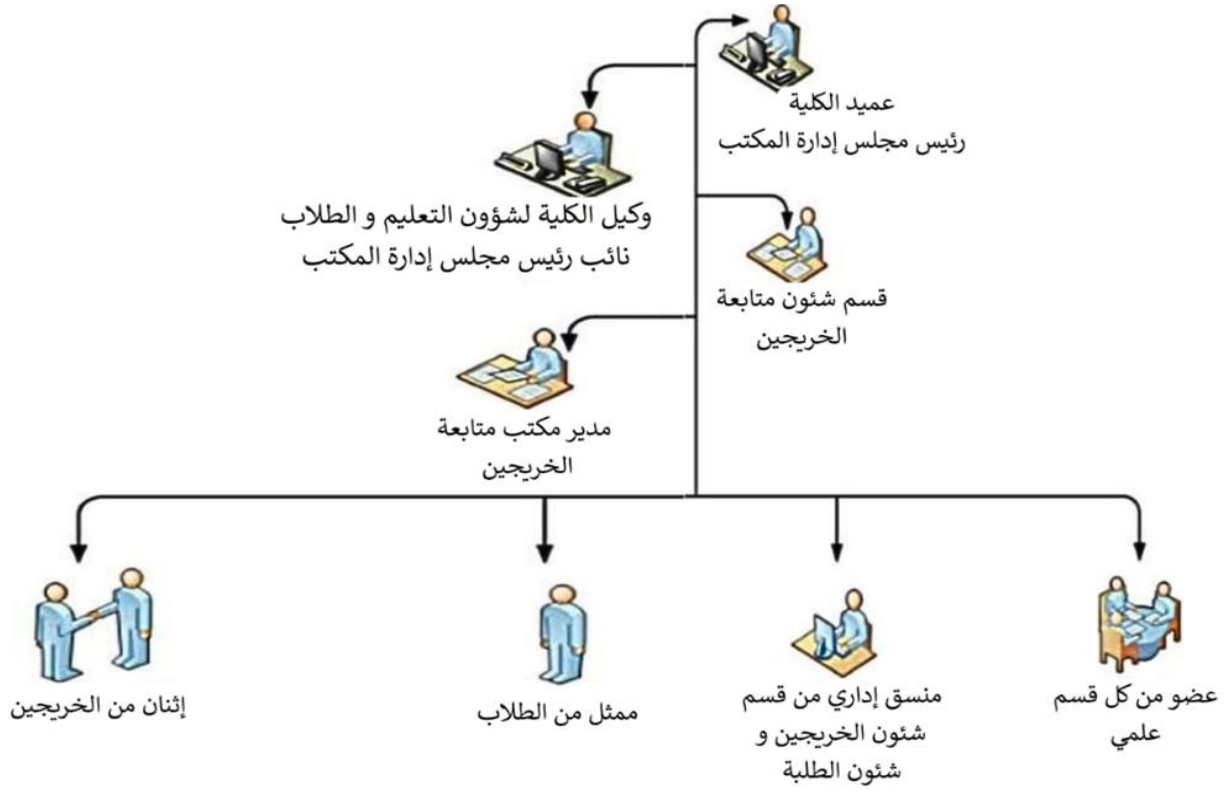 عميد الكلية
رئيس مجلس إدارة المكتب
وكيل الكلية لشؤون التعليم و الطلاب
نائب رئيس مجلس إدارة المكتب
قسم شئون متابعة
الخريجين
مدير مكتب متابعة
الخريجين
عضو من كل قسم
علمي
منسق إداري من قسم
شئون الخريجين و
شئون الطلبة
ممثل من الطلاب
إثنان من الخريجين